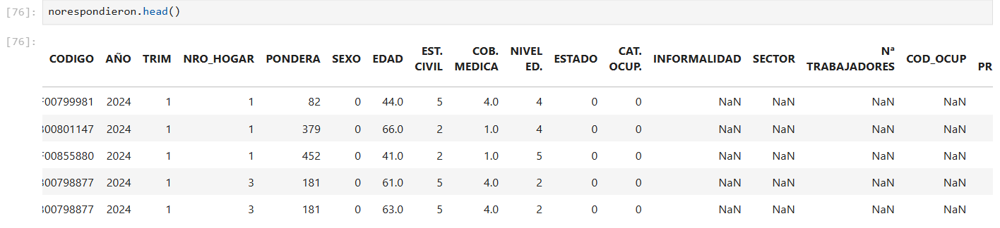 [76]: norespondieron.head()
[76]:
CODIGO AÑO TRIM NRO_HOGAR PONDERA SEXO EDAD EST. CIVIL COB. MEDICA NIVEL ED. ESTADO CAT. OCUP. INFORMALIDAD SECTOR Nª TRABAJADORES COD_OCUP PR
F00799981 2024 1 1 82 0 44.0 5 4.0 4 0 0 NaN NaN NaN NaN
00801147 2024 1 1 379 0 66.0 2 1.0 4 0 0 NaN NaN NaN NaN
F00855880 2024 1 1 452 0 41.0 2 1.0 5 0 0 NaN NaN NaN NaN
00798877 2024 1 3 181 0 61.0 5 4.0 2 0 0 NaN NaN NaN NaN
00798877 2024 1 3 181 0 63.0 5 4.0 2 0 0 NaN NaN NaN NaN